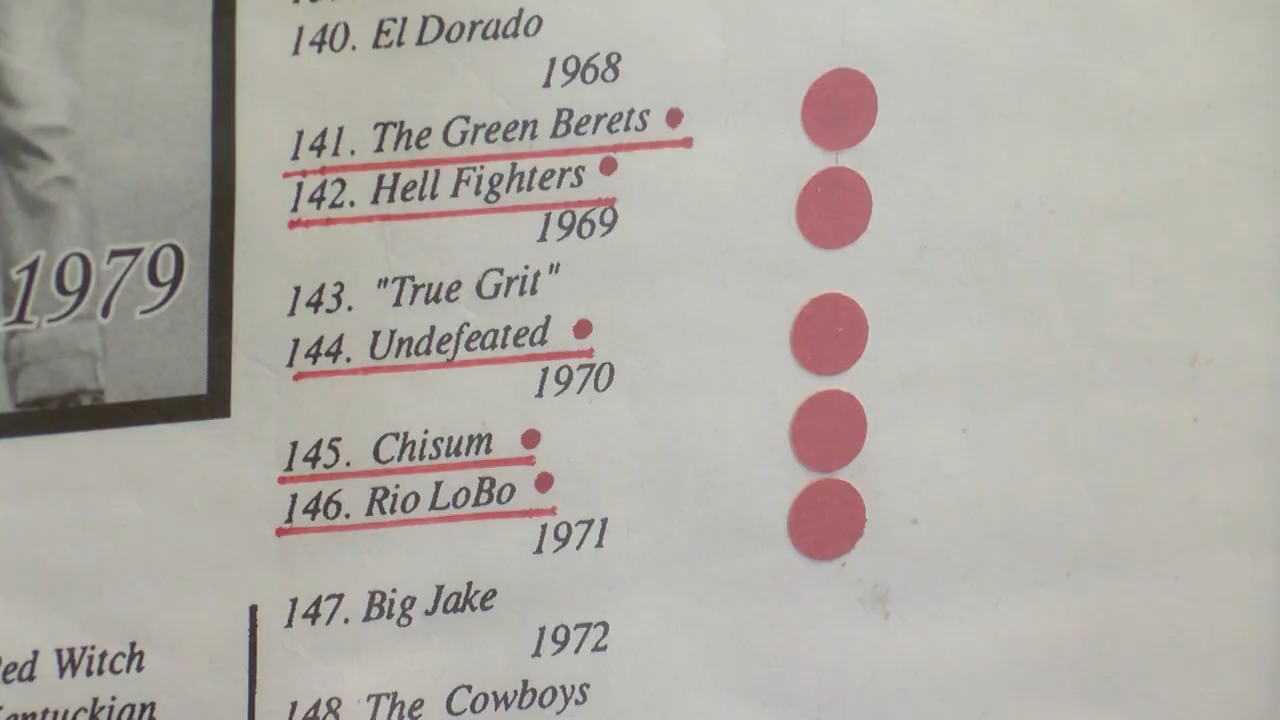 140. El Dorado
1968
141. The Green Berets
142. Hell Fighters
1969
143. "True Grit"
144. Undefeated
1970
145. Chisum
146. Rio LoBo
1971
147. Big Jake
1972
148 The Cowboys
1979
Witch